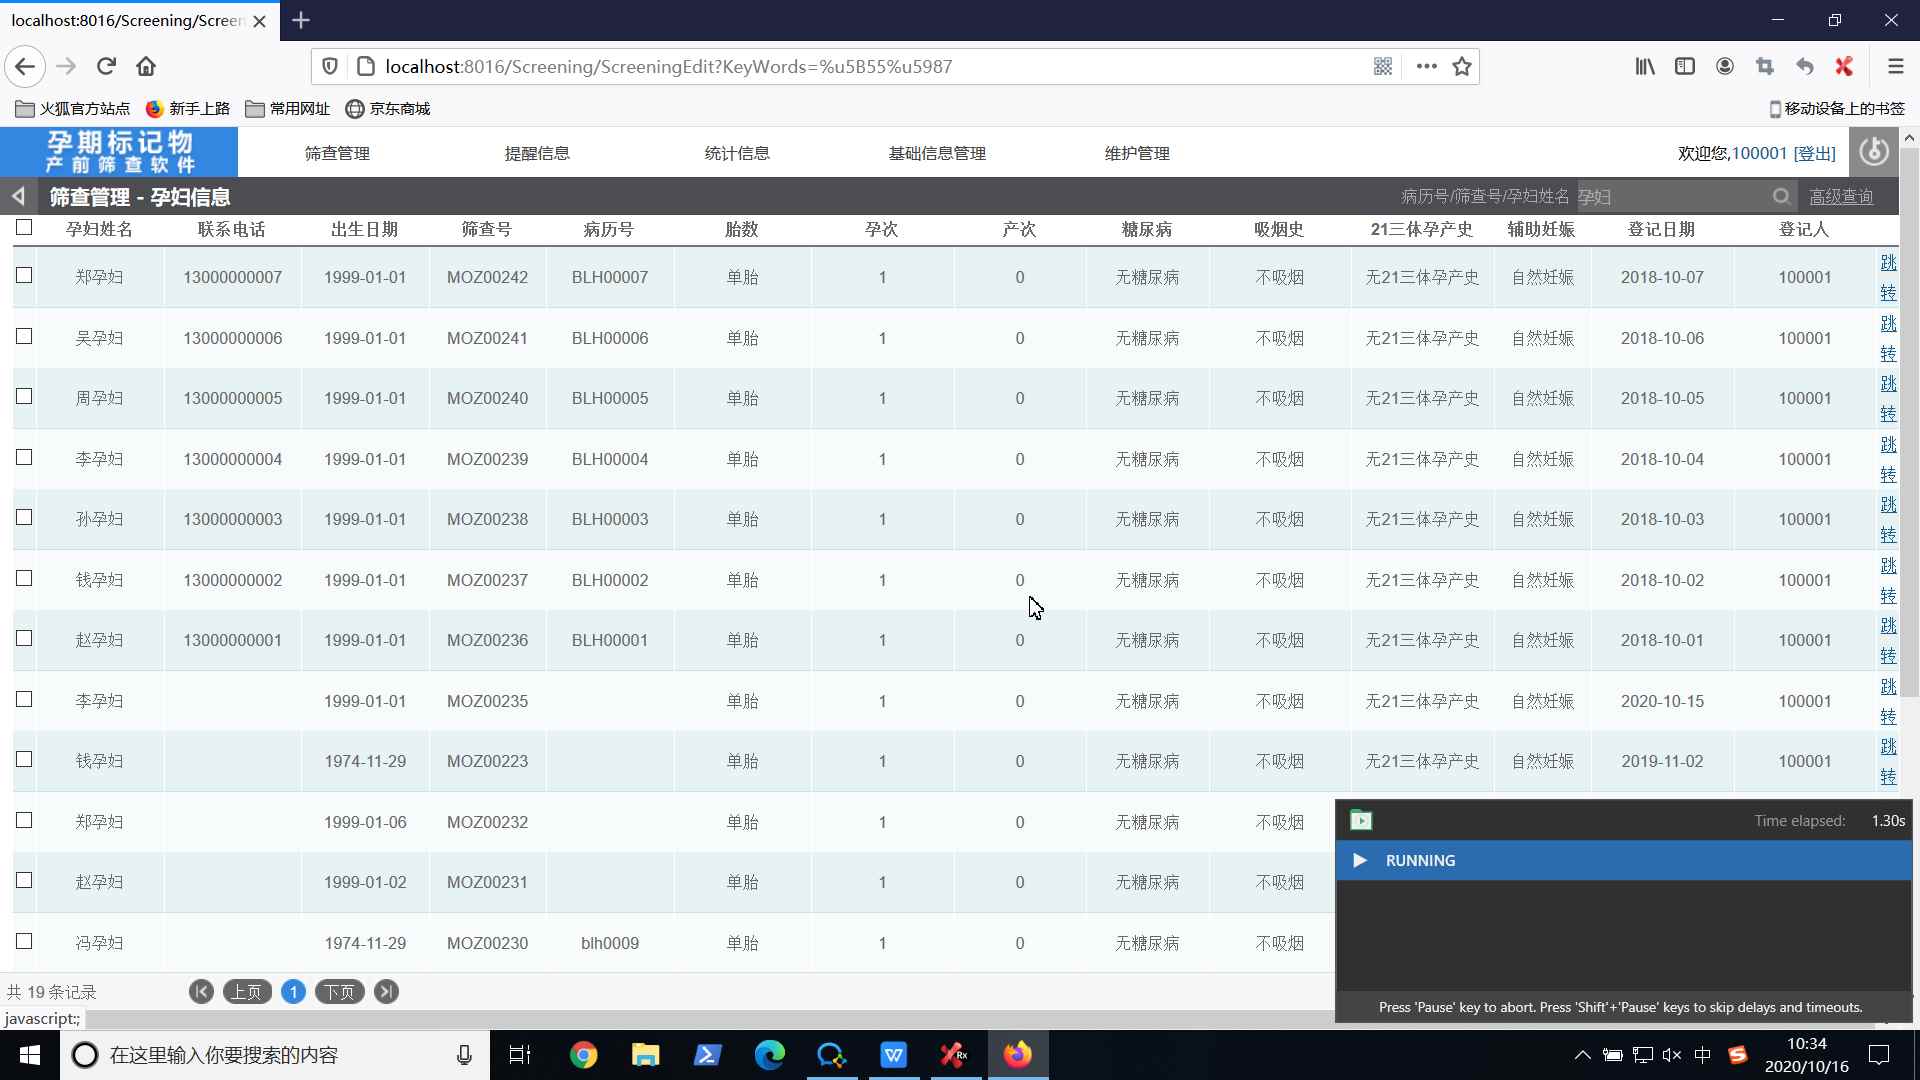 localhost:8016/Screening/Screen
localhost:8016/Screening/ScreeningEdit?KeyWords=%u5B55%u5987
火狐官方站点 新手上路 常用网址 京东商城 移动设备上的书签
孕期标记物
产前筛查软件
筛查管理 提醒信息 统计信息 基础信息管理 维护管理 欢迎您,100001 [登出]
筛查管理 - 孕妇信息 病历号/筛查号/孕妇姓名 孕妇 高级查询
孕妇姓名 联系电话 出生日期 筛查号 病历号 胎数 孕次 产次 糖尿病 吸烟史 21三体孕产史 辅助妊娠 登记日期 登记人
郑孕妇 13000000007 1999-01-01 MOZ00242 BLH00007 单胎 1 0 无糖尿病 不吸烟 无21三体孕产史 自然妊娠 2018-10-07 100001 跳转
吴孕妇 13000000006 1999-01-01 MOZ00241 BLH00006 单胎 1 0 无糖尿病 不吸烟 无21三体孕产史 自然妊娠 2018-10-06 100001 跳转
周孕妇 13000000005 1999-01-01 MOZ00240 BLH00005 单胎 1 0 无糖尿病 不吸烟 无21三体孕产史 自然妊娠 2018-10-05 100001 跳转
李孕妇 13000000004 1999-01-01 MOZ00239 BLH00004 单胎 1 0 无糖尿病 不吸烟 无21三体孕产史 自然妊娠 2018-10-04 100001 跳转
孙孕妇 13000000003 1999-01-01 MOZ00238 BLH00003 单胎 1 0 无糖尿病 不吸烟 无21三体孕产史 自然妊娠 2018-10-03 100001 跳转
钱孕妇 13000000002 1999-01-01 MOZ00237 BLH00002 单胎 1 0 无糖尿病 不吸烟 无21三体孕产史 自然妊娠 2018-10-02 100001 跳转
赵孕妇 13000000001 1999-01-01 MOZ00236 BLH00001 单胎 1 0 无糖尿病 不吸烟 无21三体孕产史 自然妊娠 2018-10-01 100001 跳转
李孕妇 1999-01-01 MOZ00235 单胎 1 0 无糖尿病 不吸烟 无21三体孕产史 自然妊娠 2020-10-15 100001 跳转
钱孕妇 1974-11-29 MOZ00223 单胎 1 0 无糖尿病 不吸烟 无21三体孕产史 自然妊娠 2019-11-02 100001 跳转
郑孕妇 1999-01-06 MOZ00232 单胎 1 0 无糖尿病 不吸烟
赵孕妇 1999-01-02 MOZ00231 单胎 1 0 无糖尿病 不吸烟
冯孕妇 1974-11-29 MOZ00230 blh0009 单胎 1 0 无糖尿病 不吸烟
Time elapsed: 1.30s
RUNNING
Press 'Pause' key to abort. Press 'Shift'+'Pause' keys to skip delays and timeouts.
共 19 条记录 上页 1 下页
javascript:;
在这里输入你要搜索的内容
中
10:34
2020/10/16